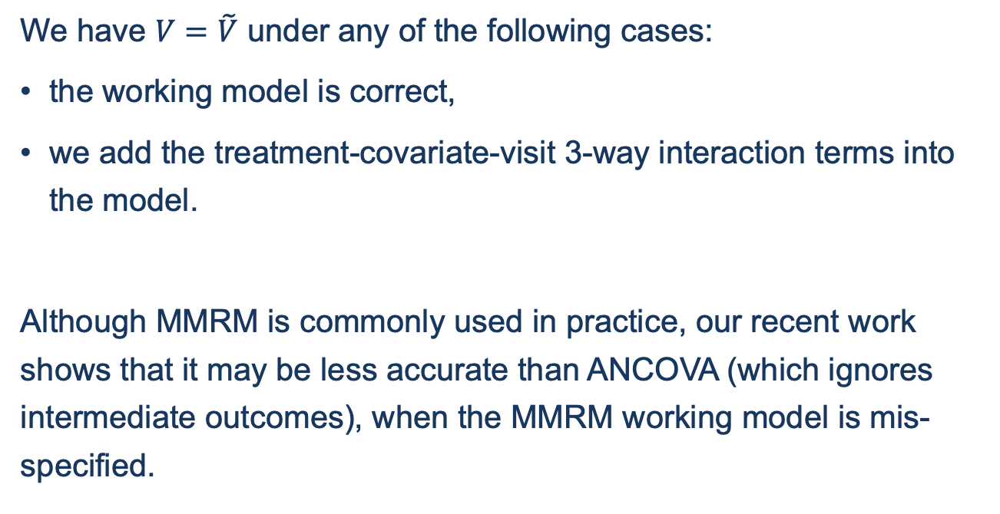 We have V = Ṽ under any of the following cases:
• the working model is correct,
• we add the treatment-covariate-visit 3-way interaction terms into
the model.
Although MMRM is commonly used in practice, our recent work
shows that it may be less accurate than ANCOVA (which ignores
intermediate outcomes), when the MMRM working model is mis-
specified.